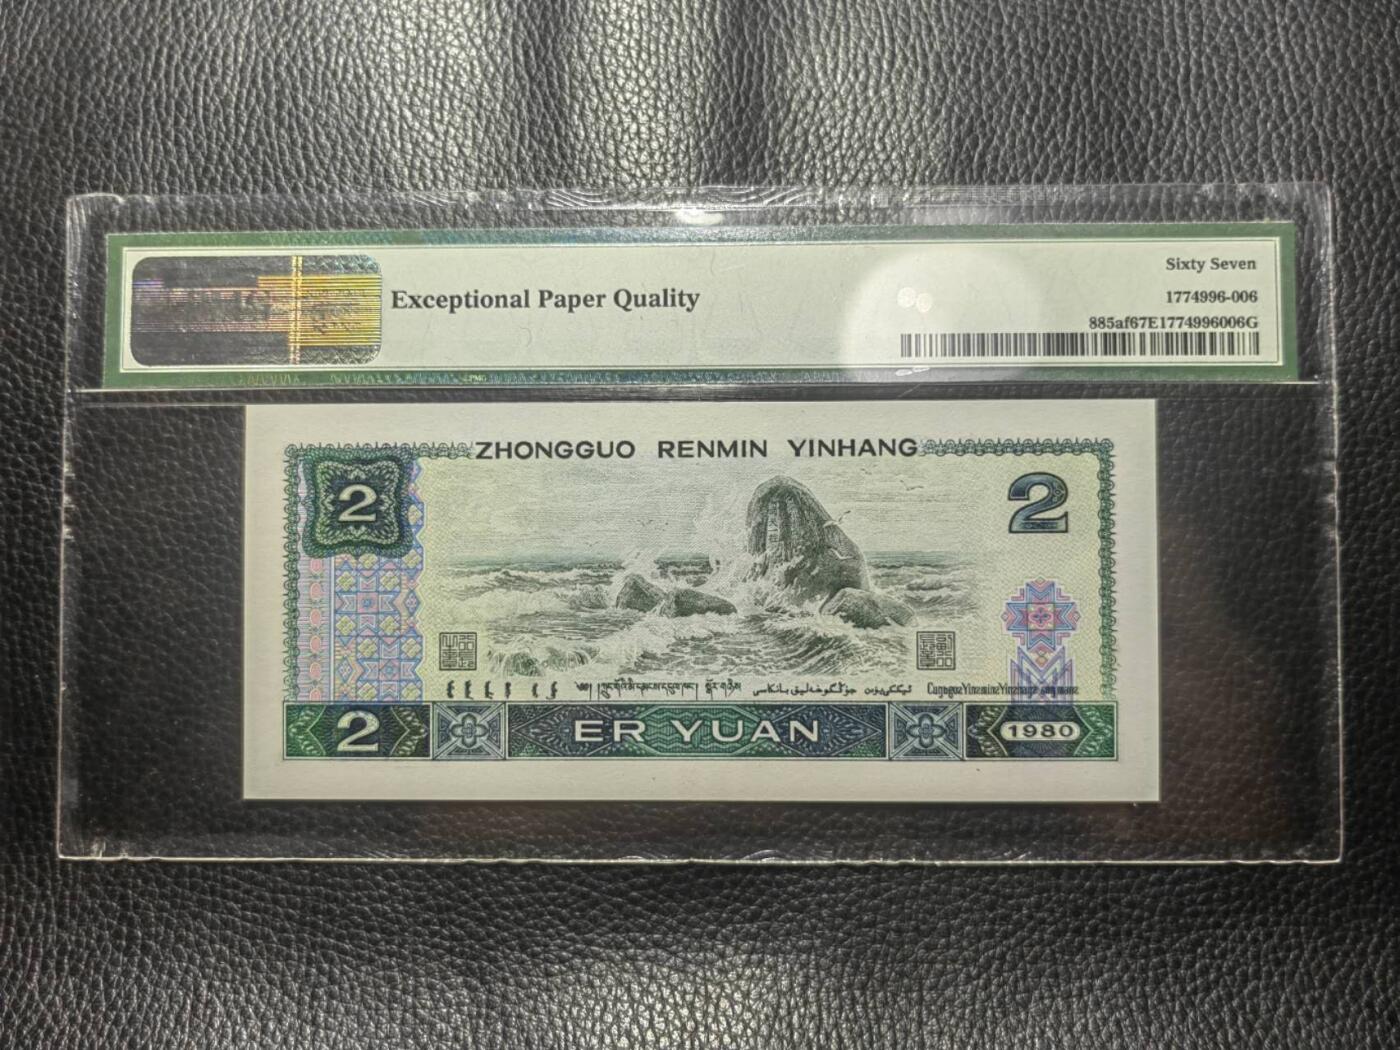 Exceptional Paper Quality
Sixty Seven
1774996-006
885af67E1774996006G
ZHONGGUO RENMIN YINHANG
2
2
2 ER YUAN 1980